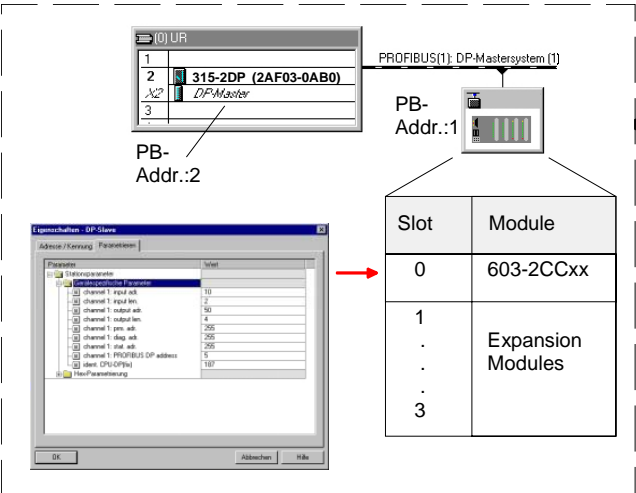 (0) UR
1
2 315-2DP (2AF03-0AB0)
X2 DP-Master
3
PROFIBUS(1): DP-Mastersystem (1)
PB-
Addr.:1
PB-
Addr.:2
Slot Module
0 603-2CCxx
1
.
.
.
3
Expansion
Modules
Eigenschaften - DP-Slave
Adresse / Kennung Parametrieren
Parameter Wert
Stationsparameter
Gerätespezifische Parameter
channel 1: input adr. 10
channel 1: input len. 2
channel 1: output adr. 50
channel 1: output len. 4
channel 1: prm. adr. 255
channel 1: diag. adr. 255
channel 1: stat. adr. 255
channel 1: PROFIBUS DP address 5
ident. CPU-DP(fix) 187
Hex-Parametrierung
OK Abbrechen Hilfe